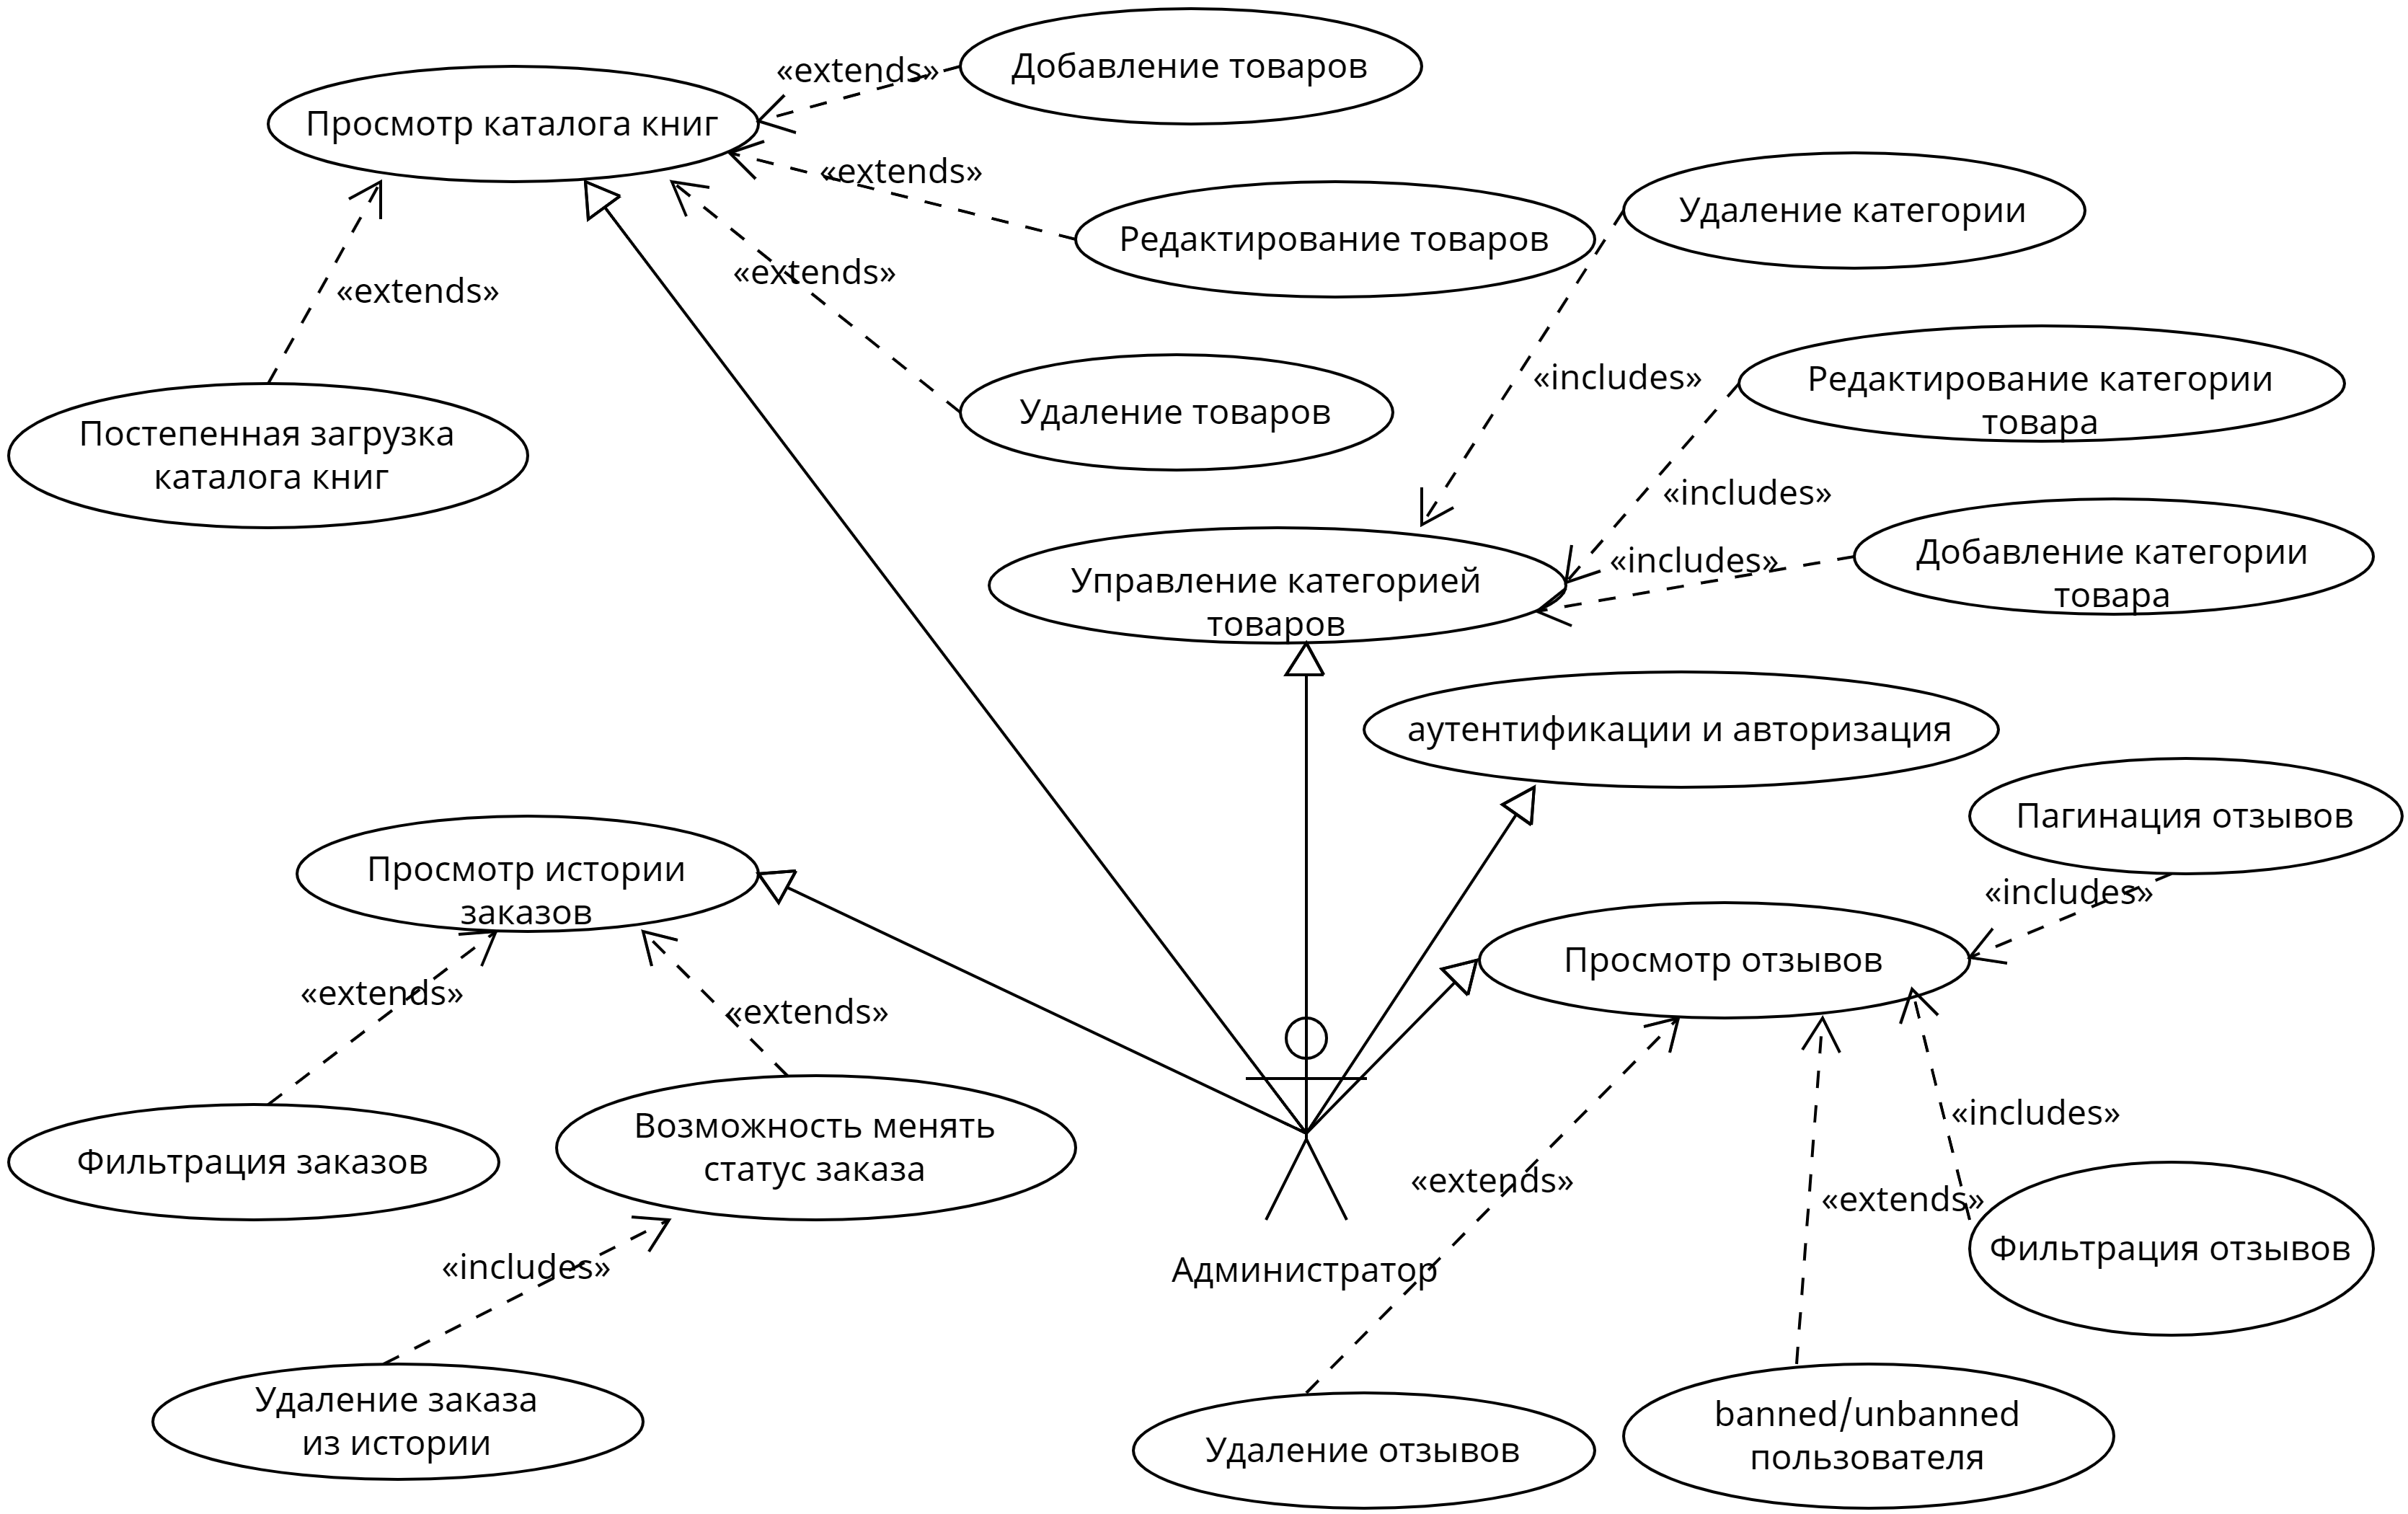 «extends»
Добавление товаров
Просмотр каталога книг
«extends»
Удаление категории
Редактирование товаров
«extends»
«extends»
«includes»
Редактирование категории
товара
Удаление товаров
Постепенная загрузка
каталога книг
«includes»
«includes»
Добавление категории
товара
Управление категорией
товаров
аутентификации и авторизация
Пагинация отзывов
Просмотр истории
заказов
«includes»
Просмотр отзывов
«extends»
«extends»
«includes»
Возможность менять
статус заказа
Фильтрация заказов
«extends»
«extends»
Фильтрация отзывов
«includes»
Администратор
Удаление заказа
из истории
Удаление отзывов
banned/unbanned
пользователя